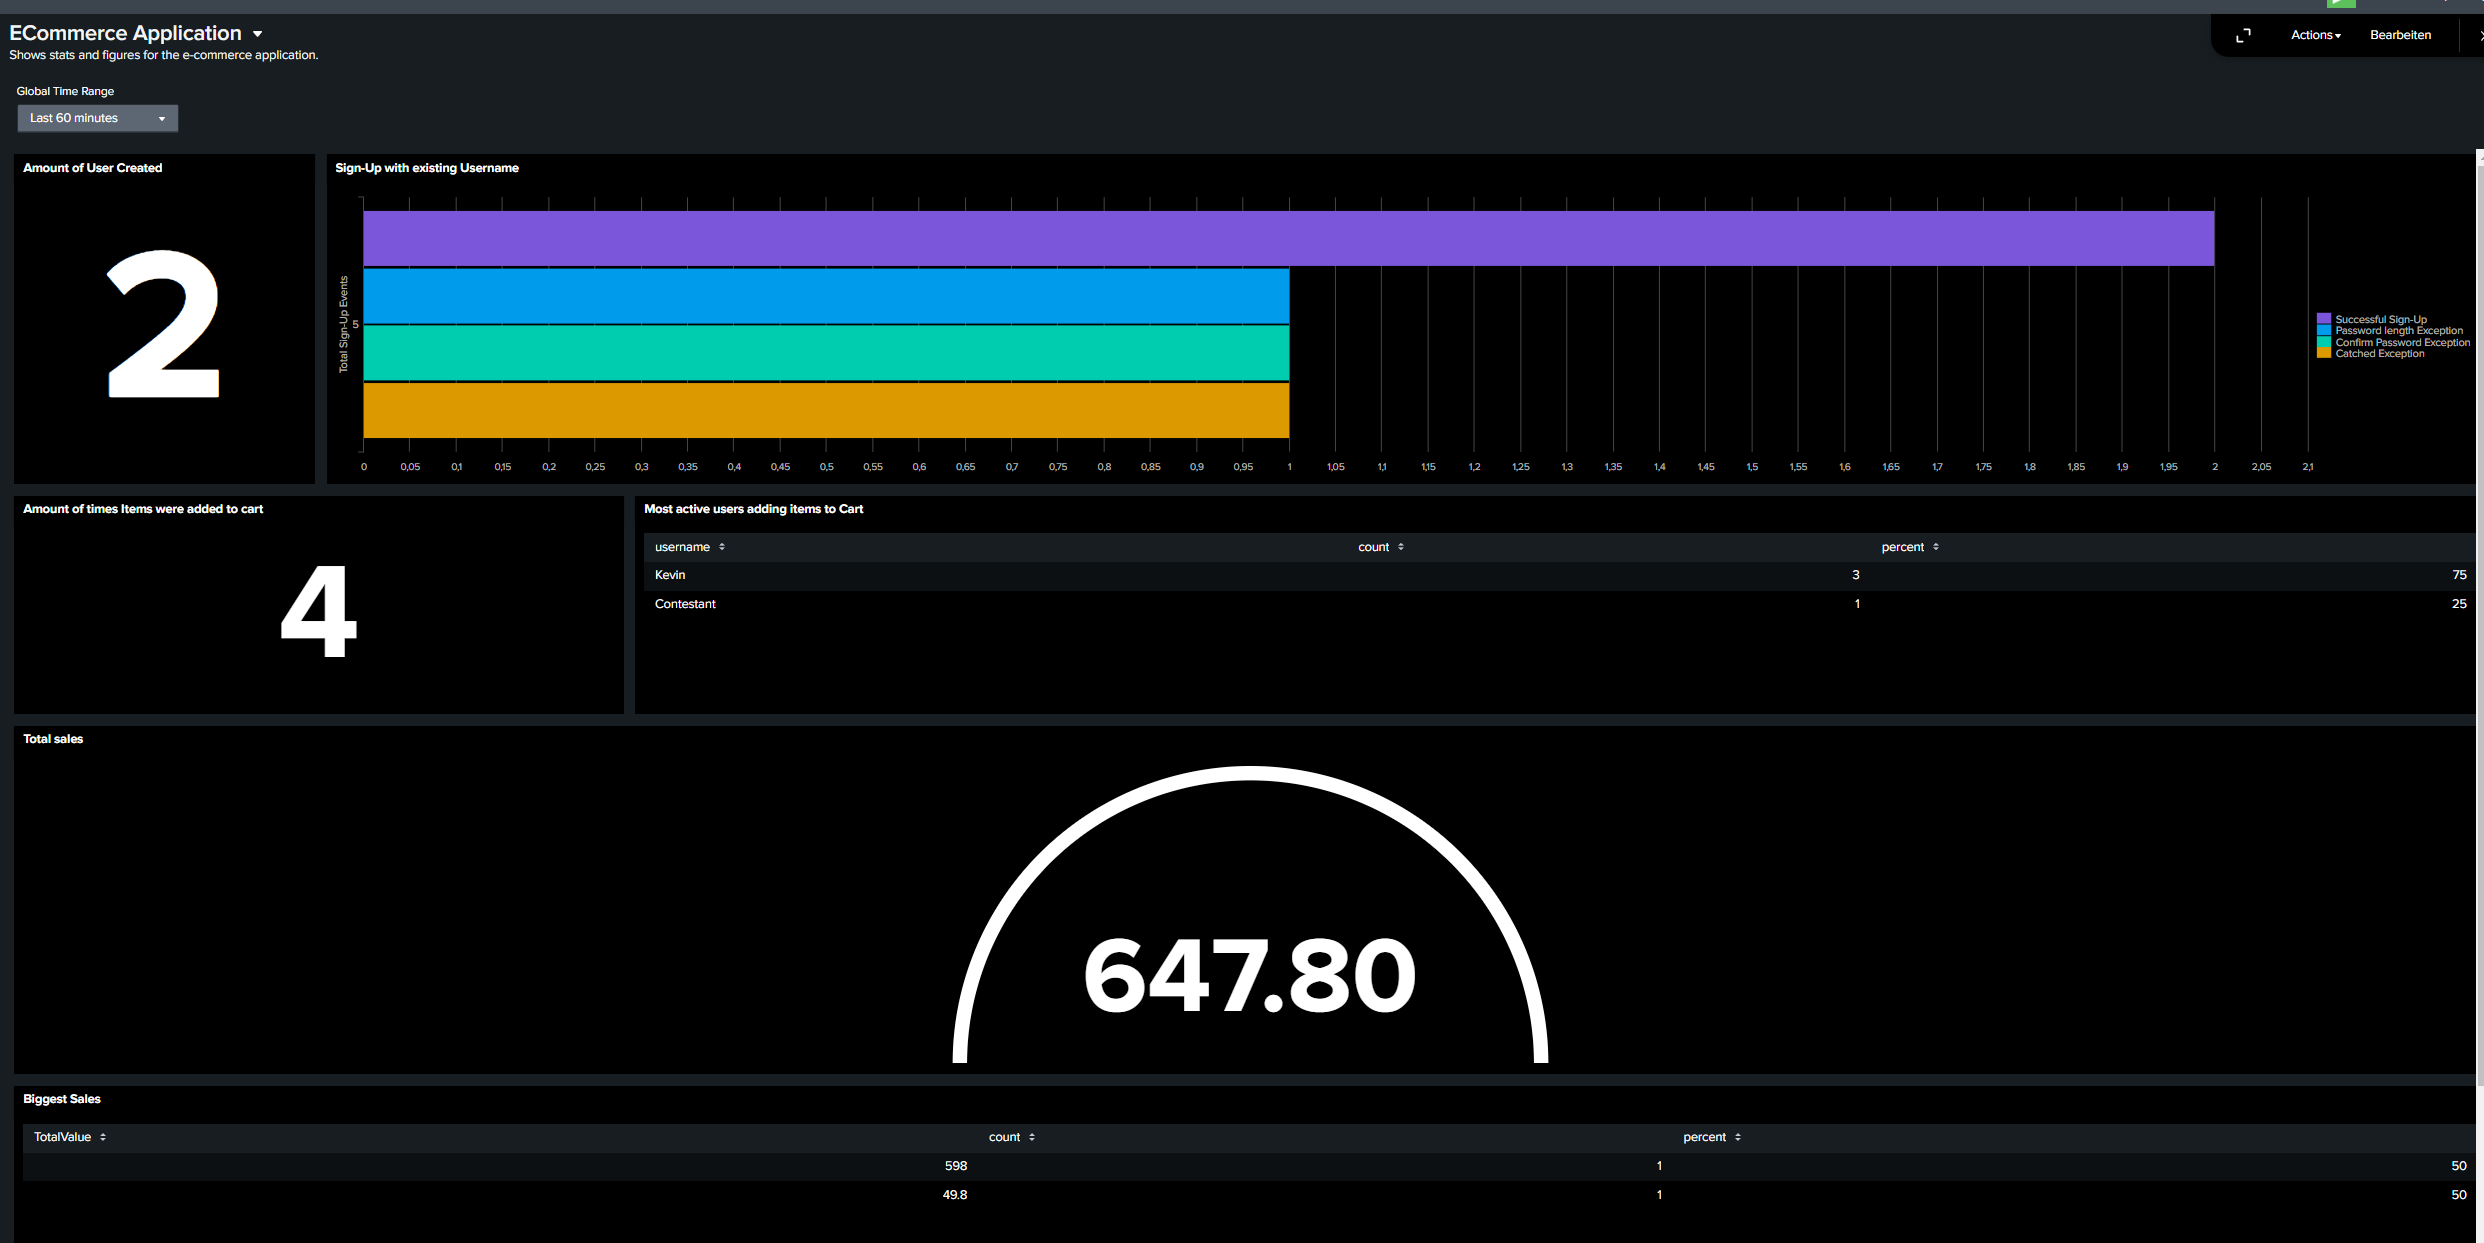 ECommerce Application
Shows stats and figures for the e-commerce application.
Actions
Bearbeiten
Global Time Range
Last 60 minutes
Amount of User Created
2
Sign-Up with existing Username
Total Sign-Up Events
5
0 0,05 0,1 0,15 0,2 0,25 0,3 0,35 0,4 0,45 0,5 0,55 0,6 0,65 0,7 0,75 0,8 0,85 0,9 0,95 1 1,05 1,1 1,15 1,2 1,25 1,3 1,35 1,4 1,45 1,5 1,55 1,6 1,65 1,7 1,75 1,8 1,85 1,9 1,95 2 2,05 2,1
Successful Sign-Up
Password length Exception
Confirm Password Exception
Catched Exception
Amount of times Items were added to cart
4
Most active users adding items to Cart
username count percent
Kevin 3 75
Contestant 1 25
Total sales
647.80
Biggest Sales
TotalValue count percent
598 1 50
49.8 1 50